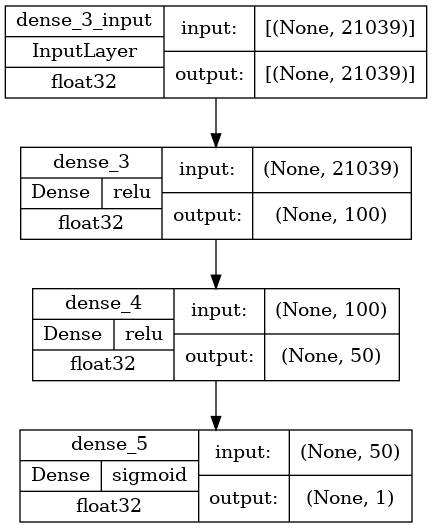 dense_3_input
input:
[(None, 21039)]
InputLayer
output:
[(None, 21039)]
float32
dense_3
input:
(None, 21039)
Dense
relu
output:
(None, 100)
float32
dense_4
input:
(None, 100)
Dense
relu
output:
(None, 50)
float32
dense_5
input:
(None, 50)
Dense
sigmoid
output:
(None, 1)
float32